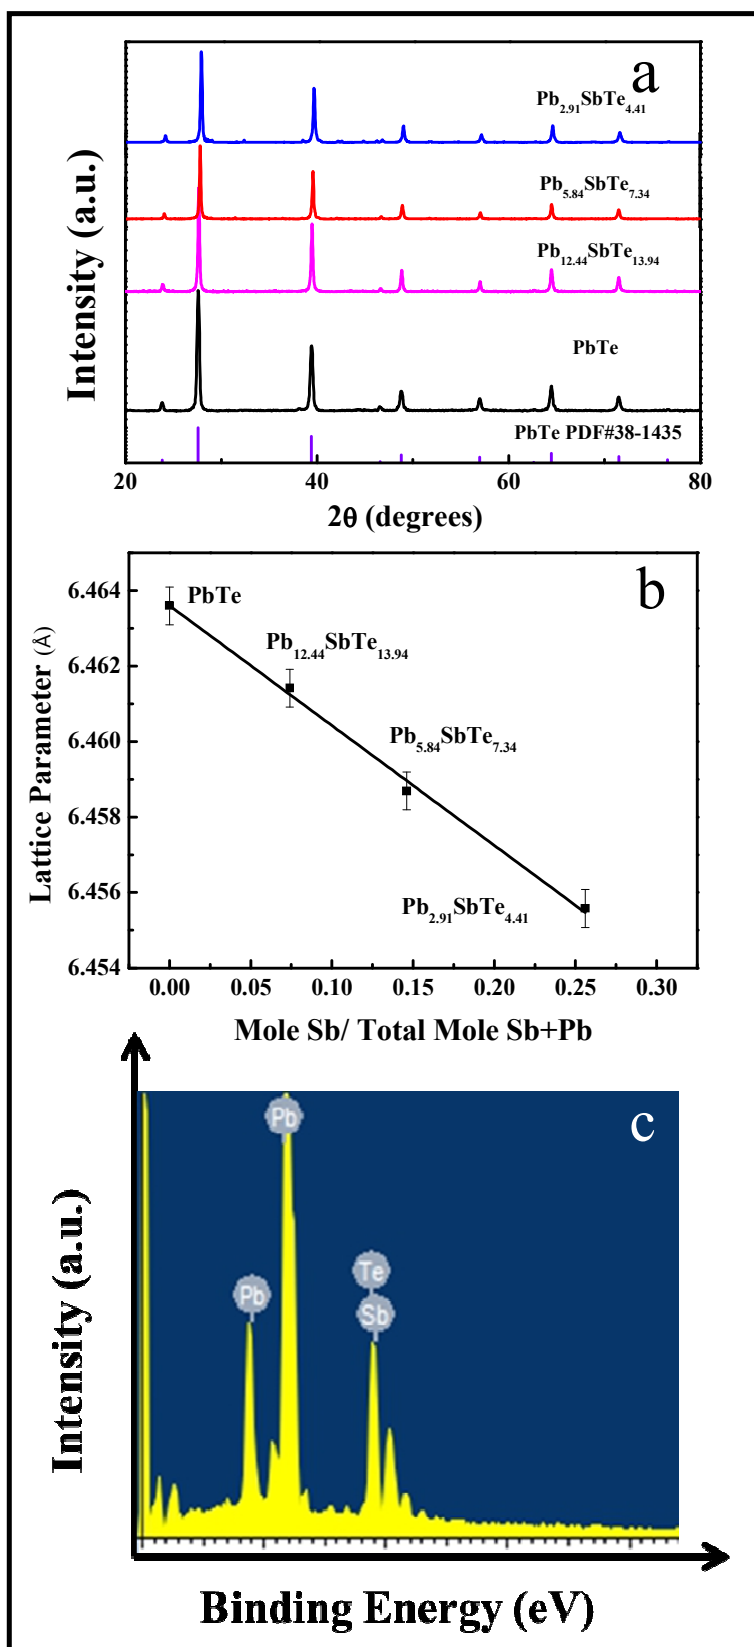 a
Pb2.91SbTe4.41
Pb5.84SbTe7.34
Pb12.44SbTe13.94
PbTe
PbTe PDF#38-1435
Intensity (a.u.)
20 40 60 80
2θ (degrees)
b
6.464
6.462
6.460
6.458
6.456
6.454
PbTe
Pb12.44SbTe13.94
Pb5.84SbTe7.34
Pb2.91SbTe4.41
Lattice Parameter (Å)
0.00 0.05 0.10 0.15 0.20 0.25 0.30
Mole Sb/ Total Mole Sb+Pb
c
Pb
Pb
Te
Sb
Intensity (a.u.)
Binding Energy (eV)